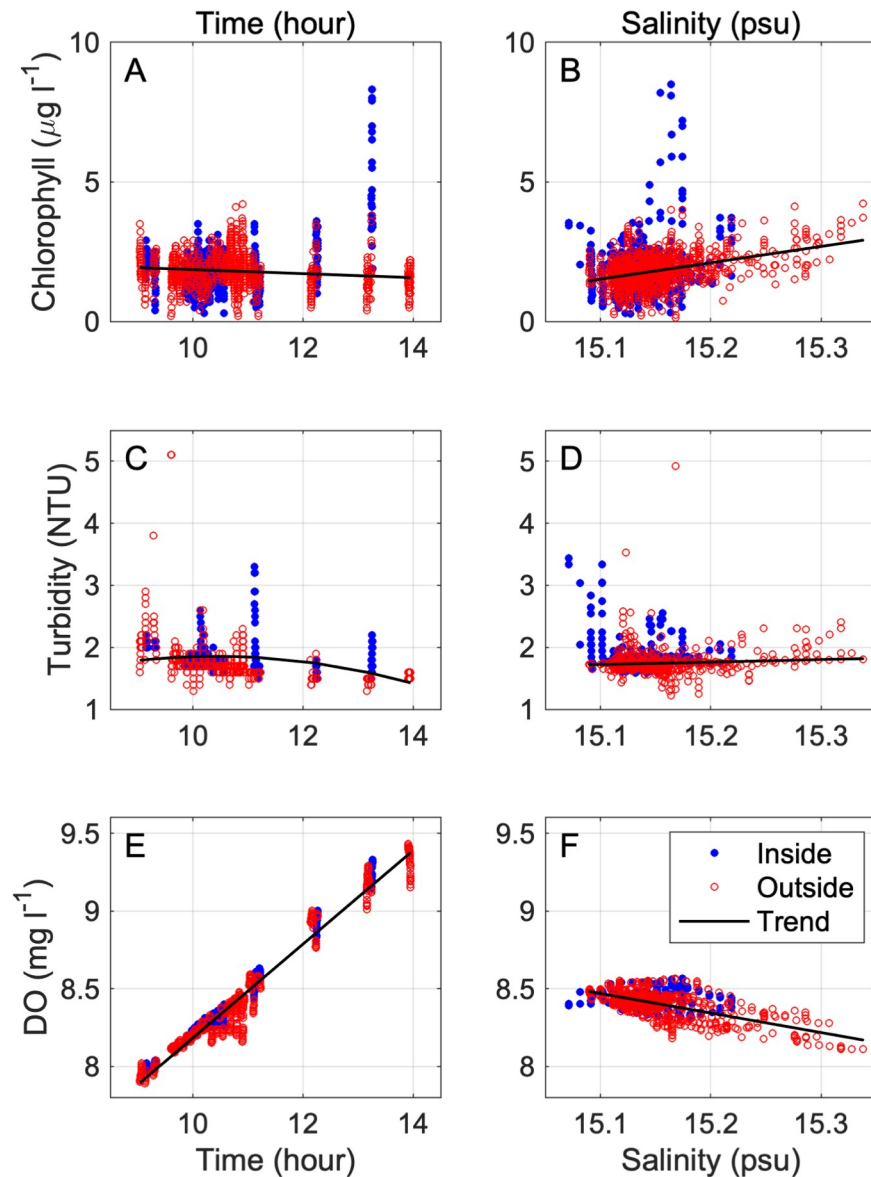 Time (hour)
Salinity (psu)
A
B
Chlorophyll (μg l⁻¹)
10
5
0
10
12
14
10
5
0
15.1
15.2
15.3
C
D
Turbidity (NTU)
5
4
3
2
1
10
12
14
5
4
3
2
1
15.1
15.2
15.3
E
F
DO (mg l⁻¹)
9.5
9
8.5
8
10
12
14
Time (hour)
9.5
9
8.5
8
Inside
Outside
Trend
15.1
15.2
15.3
Salinity (psu)